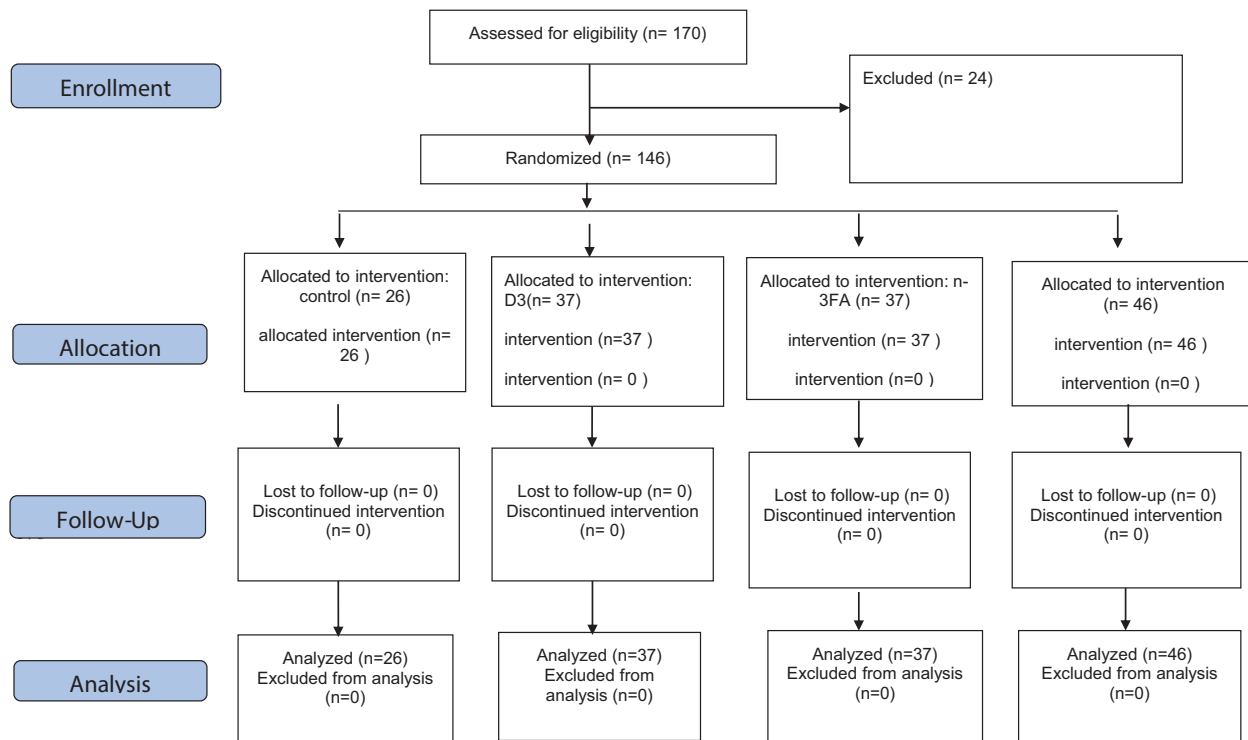 Assessed for eligibility (n= 170)
Enrollment
Excluded (n= 24)
Randomized (n= 146)
Allocation
Allocated to intervention:
control (n= 26)
allocated intervention (n=
26 )
Allocated to intervention:
D3(n= 37)
intervention (n=37 )
intervention (n= 0 )
Allocated to intervention: n-
3FA (n= 37)
intervention (n= 37 )
intervention (n=0 )
Allocated to intervention
(n= 46)
intervention (n= 46 )
intervention (n=0 )
Follow-Up
Lost to follow-up (n= 0)
Discontinued intervention
(n= 0)
Lost to follow-up (n= 0)
Discontinued intervention
(n= 0)
Lost to follow-up (n= 0)
Discontinued intervention
(n= 0)
Lost to follow-up (n= 0)
Discontinued intervention
(n= 0)
Analysis
Analyzed (n=26)
Excluded from analysis
(n=0)
Analyzed (n=37)
Excluded from
analysis (n=0)
Analyzed (n=37)
Excluded from analysis
(n=0)
Analyzed (n=46)
Excluded from analysis
(n=0)